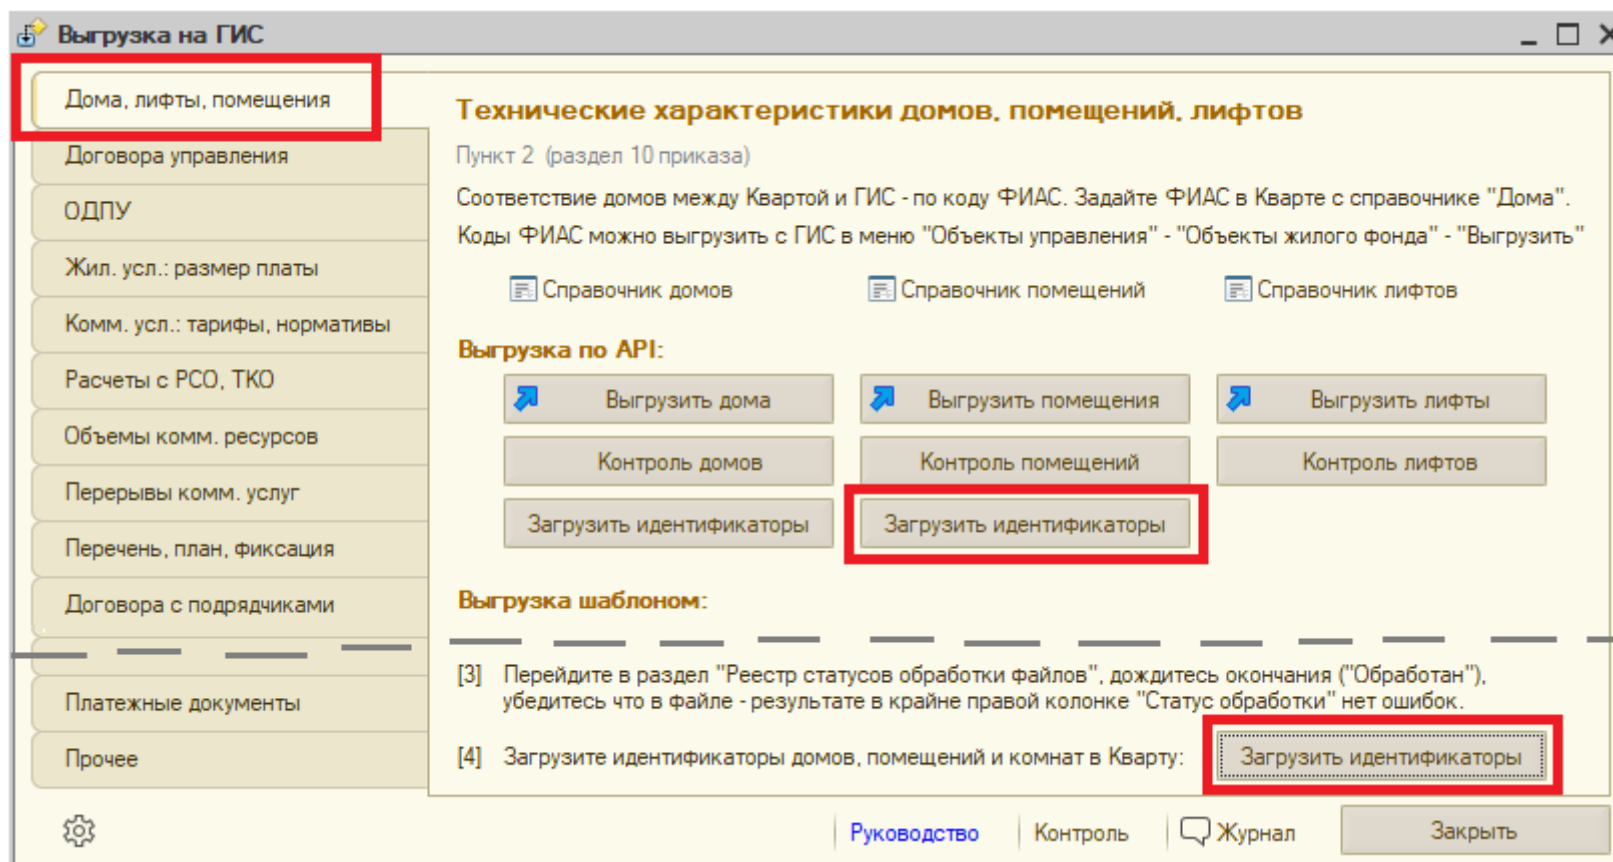 Выгрузка на ГИС
Дома, лифты, помещения
Договора управления
ОДПУ
Жил. усл.: размер платы
Комм. усл.: тарифы, нормативы
Расчеты с РСО, ТКО
Объемы комм. ресурсов
Перерывы комм. услуг
Перечень, план, фиксация
Договора с подрядчиками
Платежные документы
Прочее
Технические характеристики домов, помещений, лифтов
Пункт 2 (раздел 10 приказа)
Соответствие домов между Квартой и ГИС - по коду ФИАС. Задайте ФИАС в Кварте с справочнике "Дома".
Коды ФИАС можно выгрузить с ГИС в меню "Объекты управления" - "Объекты жилого фонда" - "Выгрузить"
Справочник домов Справочник помещений Справочник лифтов
Выгрузка по API:
Выгрузить дома Выгрузить помещения Выгрузить лифты
Контроль домов Контроль помещений Контроль лифтов
Загрузить идентификаторы Загрузить идентификаторы
Выгрузка шаблоном:
[3] Перейдите в раздел "Реестр статусов обработки файлов", дождитесь окончания ("Обработан"),
убедитесь что в файле - результате в крайне правой колонке "Статус обработки" нет ошибок.
[4] Загрузите идентификаторы домов, помещений и комнат в Кварту: Загрузить идентификаторы
Руководство Контроль Журнал Закрыть